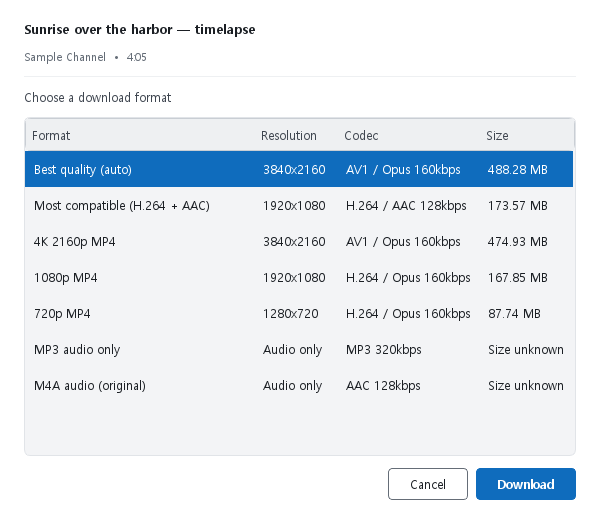 Sunrise over the harbor — timelapse
Sample Channel • 4:05
Choose a download format
Format Resolution Codec Size
Best quality (auto) 3840x2160 AV1 / Opus 160kbps 488.28 MB
Most compatible (H.264 + AAC) 1920x1080 H.264 / AAC 128kbps 173.57 MB
4K 2160p MP4 3840x2160 AV1 / Opus 160kbps 474.93 MB
1080p MP4 1920x1080 H.264 / Opus 160kbps 167.85 MB
720p MP4 1280x720 H.264 / Opus 160kbps 87.74 MB
MP3 audio only Audio only MP3 320kbps Size unknown
M4A audio (original) Audio only AAC 128kbps Size unknown
Cancel Download